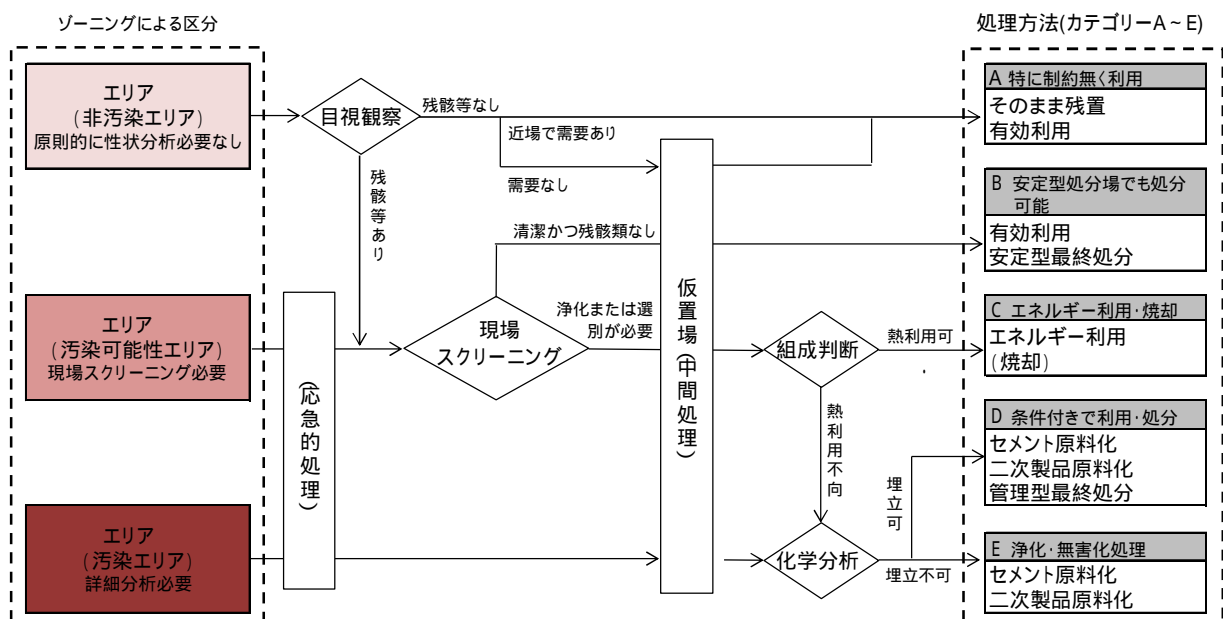 ゾーニングによる区分
処理方法(カテゴリーA~E)
エリア
(非汚染エリア)
原則的に性状分析必要なし
目視観察
残骸等なし
近場で需要あり
需要なし
残骸等あり
A 特に制約無く利用
そのまま残置
有効利用
清潔かつ残骸類なし
B 安定型処分場でも処分
可能
有効利用
安定型最終処分
エリア
(汚染可能性エリア)
現場スクリーニング必要
(応急的処理)
現場
スクリーニング
浄化または選
別が必要
仮置場(中間処理)
組成判断
熱利用可
C エネルギー利用・焼却
エネルギー利用
(焼却)
熱利用不向
埋立可
D 条件付きで利用・処分
セメント原料化
二次製品原料化
管理型最終処分
エリア
(汚染エリア)
詳細分析必要
化学分析
埋立不可
E 浄化・無害化処理
セメント原料化
二次製品原料化